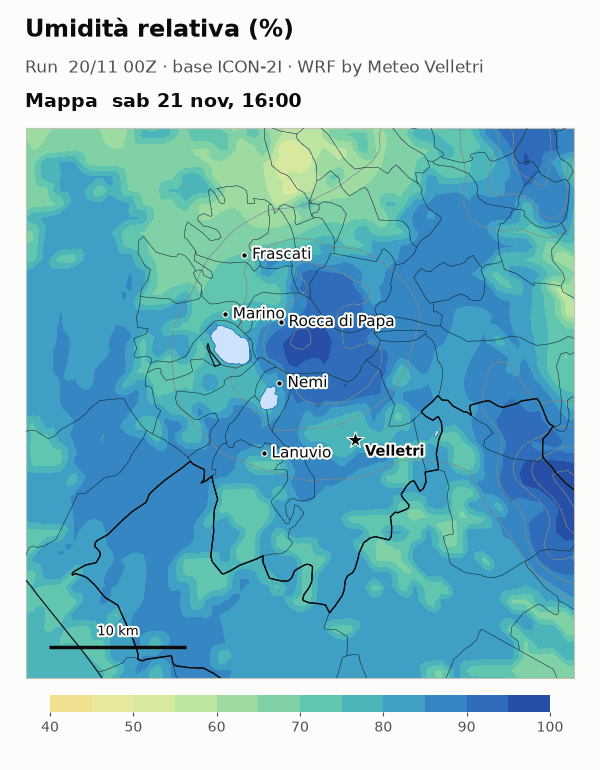 Umidità relativa (%)
Run  20/11 00Z · base ICON-2I · WRF by Meteo Velletri
Mappa  sab 21 nov, 16:00
Frascati
Marino
Rocca di Papa
Nemi
Velletri
Lanuvio
10 km
40 50 60 70 80 90 100